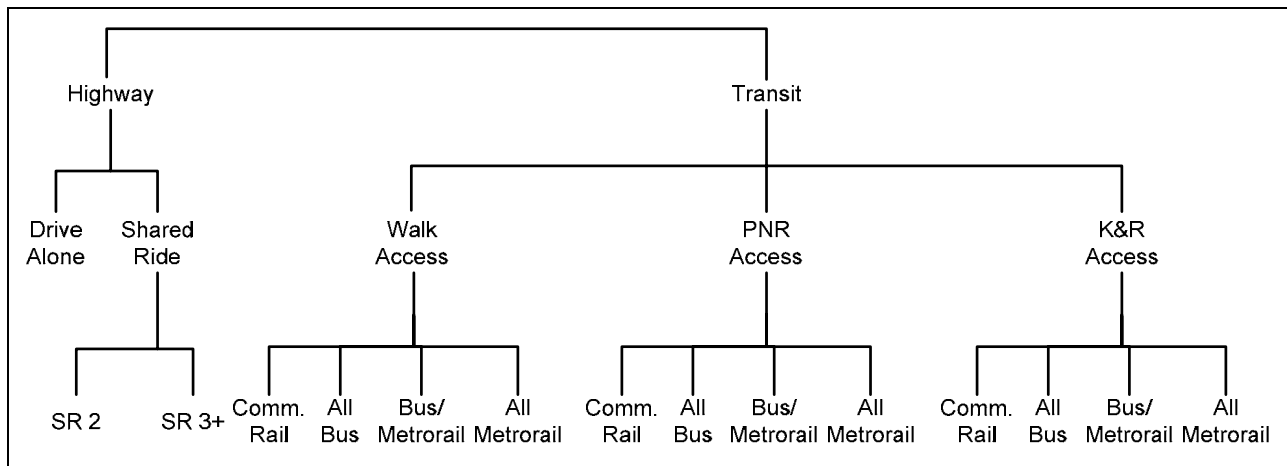 Highway
Transit
Drive
Alone
Shared
Ride
Walk
Access
PNR
Access
K&R
Access
SR 2
SR 3+
Comm.
Rail
All
Bus
Bus/
Metrorail
All
Metrorail
Comm.
Rail
All
Bus
Bus/
Metrorail
All
Metrorail
Comm.
Rail
All
Bus
Bus/
Metrorail
All
Metrorail